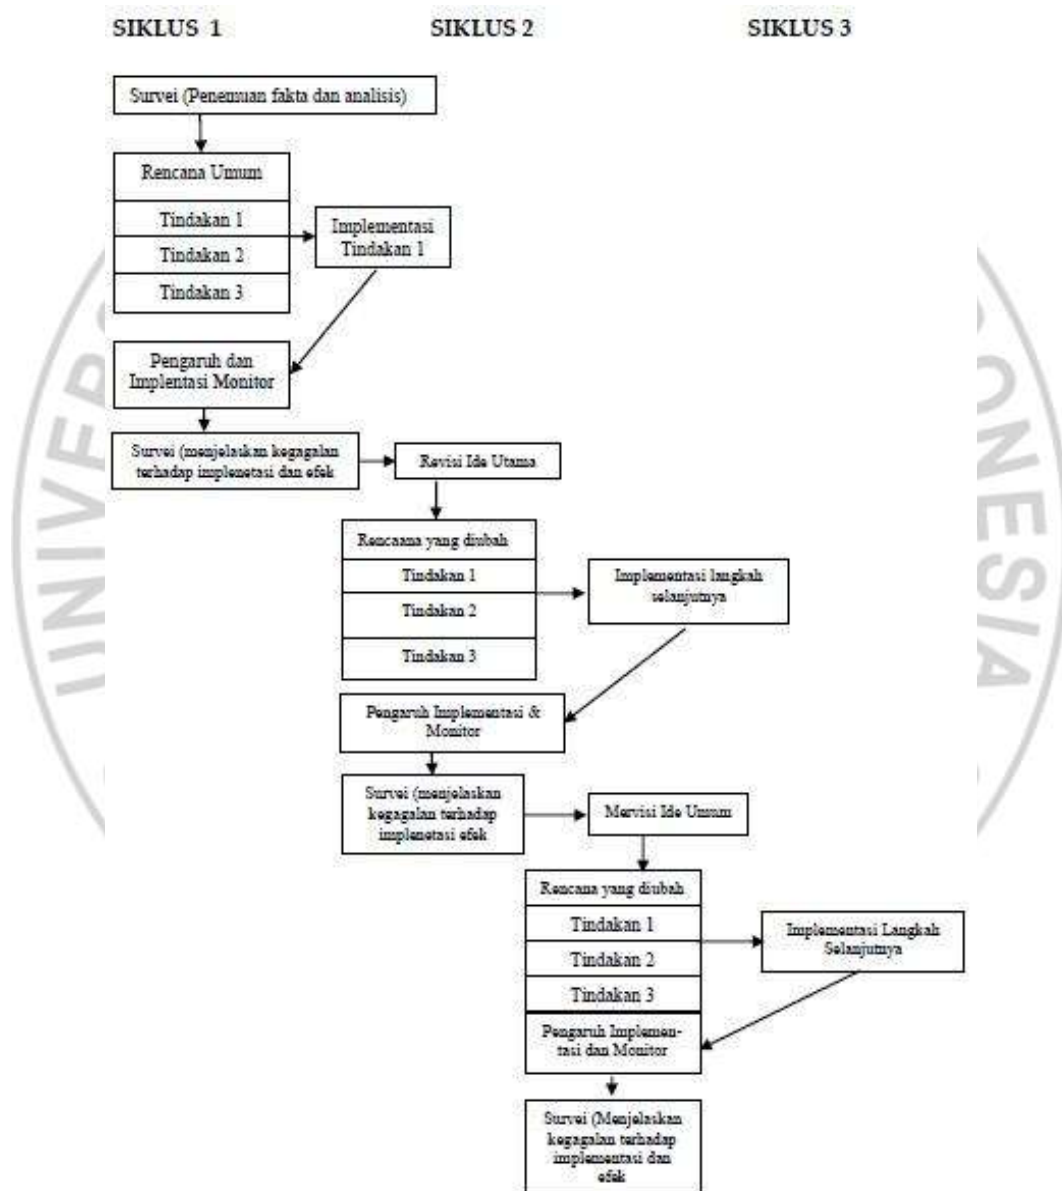 SIKLUS 1
SIKLUS 2
SIKLUS 3
Survei (Penemuan fakta dan analisis)
Rencana Umum
Tindakan 1
Tindakan 2
Tindakan 3
Implementasi
Tindakan 1
Pengaruh dan
Implentasi Monitor
Survei (menjelaskan kegagalan
terhadap implenetasi dan efek
Revisi Ide Utama
Rencaana yang diubah
Tindakan 1
Tindakan 2
Tindakan 3
Implementasi langkah
selanjutnya
Pengaruh Implementasi &
Monitor
Survei (menjelaskan
kegagalan terhadap
implenetasi efek
Mervisi Ide Umum
Rencana yang diubah
Tindakan 1
Tindakan 2
Tindakan 3
Implementasi Langkah
Selanjutnya
Pengaruh Implemen-
tasi dan Monitor
Survei (Menjelaskan
kegagalan terhadap
implementasi dan
efek